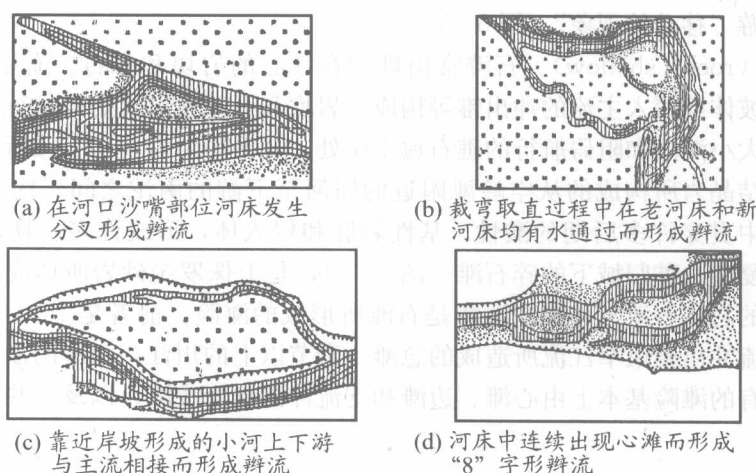 (a) 在河口沙嘴部位河床发生
分叉形成辫流
(b) 裁弯取直过程中在老河床和新
河床均有水通过而形成辫流
(c) 靠近岸坡形成的小河上下游
与主流相接而形成辫流
(d) 河床中连续出现心滩而形成
“8”字形辫流